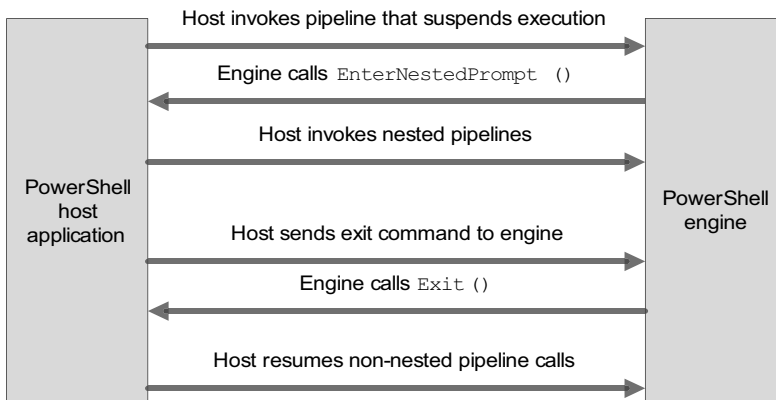 Host invokes pipeline that suspends execution
Engine calls EnterNestedPrompt ()
Host invokes nested pipelines
PowerShell
host
application
PowerShell
engine
Host sends exit command to engine
Engine calls Exit ()
Host resumes non-nested pipeline calls